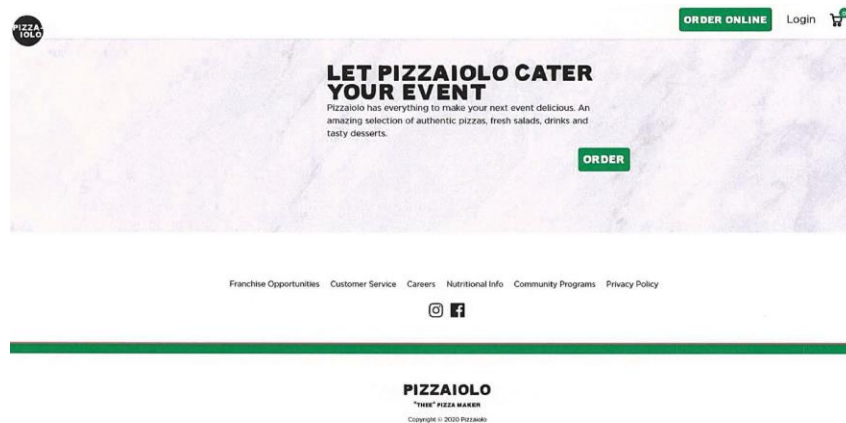 PIZZA-
IOLO
ORDER ONLINE Login 0
LET PIZZAIOLO CATER
YOUR EVENT
Pizzaiolo has everything to make your next event delicious. An
amazing selection of authentic pizzas, fresh salads, drinks and
tasty desserts.
ORDER
Franchise Opportunities Customer Service Careers Nutritional Info Community Programs Privacy Policy
PIZZAIOLO
"THEE" PIZZA MAKER
Copyright © 2020 Pizzaiolo